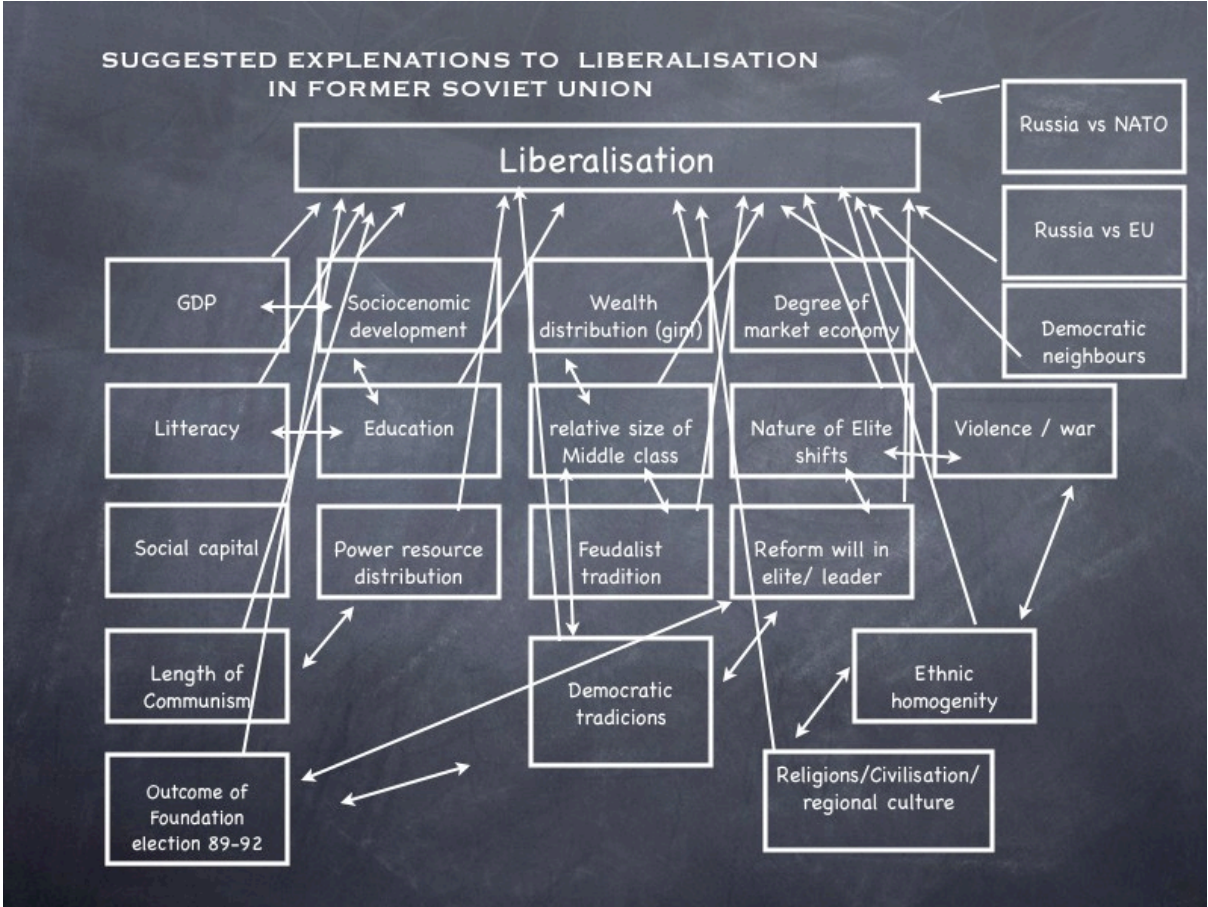 SUGGESTED EXPLENATIONS TO LIBERALISATION
IN FORMER SOVIET UNION
Liberalisation
Russia vs NATO
Russia vs EU
Democratic
neighbours
GDP
Sociocenomic
development
Wealth
distribution (gini)
Degree of
market economy
Litteracy
Education
relative size of
Middle class
Nature of Elite
shifts
Violence / war
Social capital
Power resource
distribution
Feudalist
tradition
Reform will in
elite/ leader
Length of
Communism
Democratic
tradicions
Ethnic
homogenity
Outcome of
Foundation
election 89-92
Religions/Civilisation/
regional culture